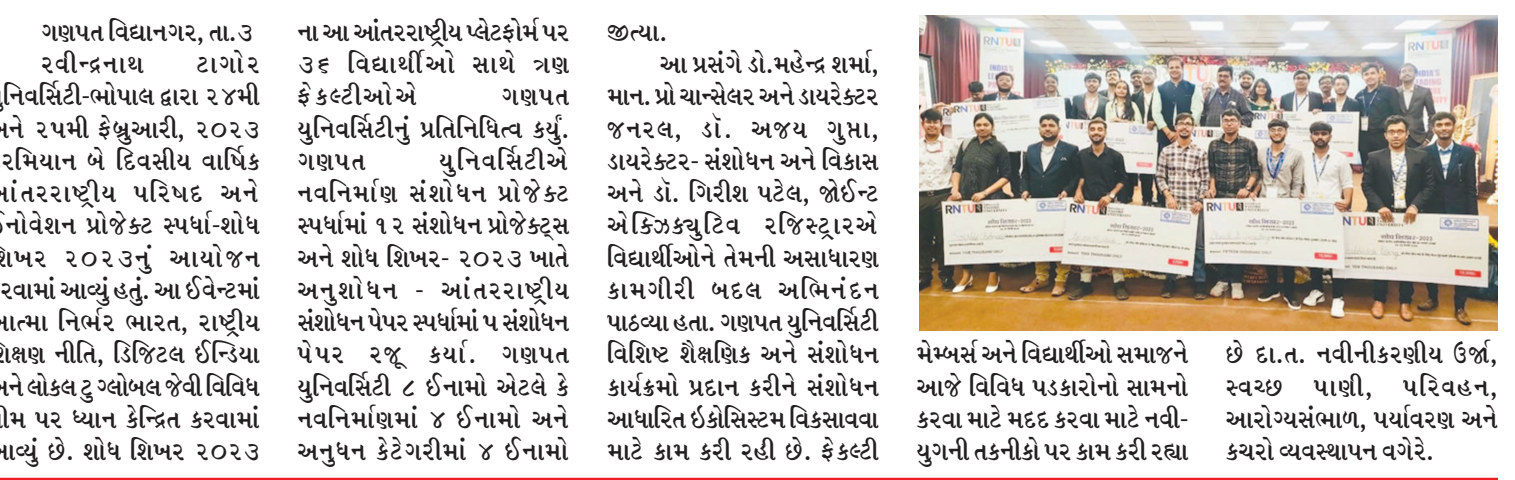 ગણપત વિદ્યાનગર, તા.૩
રવીન્દ્રનાથ ટાગોર
યુનિવર્સિટી-ભોપાલ દ્વારા ૨૪મી
અને ૨૫મી ફેબ્રુઆરી, ૨૦૨૩
દરમિયાન બે દિવસીય વાર્ષિક
આંતરરાષ્ટ્રીય પરિષદ અને
ઈનોવેશન પ્રોજેક્ટ સ્પર્ધા-શોધ
શિખર ૨૦૨૩નું આયોજન
કરવામાં આવ્યું હતું. આ ઈવેન્ટમાં
આત્મા નિર્ભર ભારત, રાષ્ટ્રીય
શિક્ષણ નીતિ, ડિજિટલ ઈન્ડિયા
અને લોકલ ટુ ગ્લોબલ જેવી વિવિધ
થીમ પર ધ્યાન કેન્દ્રિત કરવામાં
આવ્યું છે. શોધ શિખર ૨૦૨૩
ના આ આંતરરાષ્ટ્રીય પ્લેટફોર્મ પર
૩૬ વિદ્યાર્થીઓ સાથે ત્રણ
ફેકલ્ટીઓએ ગણપત
યુનિવર્સિટીનું પ્રતિનિધિત્વ કર્યું.
ગણપત યુનિવર્સિટીએ
નવનિર્માણ સંશોધન પ્રોજેક્ટ
સ્પર્ધામાં ૧૨ સંશોધન પ્રોજેક્ટ્સ
અને શોધ શિખર- ૨૦૨૩ ખાતે
અનુશોધન - આંતરરાષ્ટ્રીય
સંશોધન પેપર સ્પર્ધામાં ૫ સંશોધન
પેપર રજૂ કર્યા. ગણપત
યુનિવર્સિટી ૮ ઈનામો એટલે કે
નવનિર્માણમાં ૪ ઈનામો અને
અનુધન કેટેગરીમાં ૪ ઈનામો
જીત્યા.
આ પ્રસંગે ડો.મહેન્દ્ર શર્મા,
માન. પ્રો ચાન્સેલર અને ડાયરેક્ટર
જનરલ, ડૉ. અજય ગુપ્તા,
ડાયરેક્ટર- સંશોધન અને વિકાસ
અને ડૉ. ગિરીશ પટેલ, જોઈન્ટ
એક્ઝિક્યુટિવ રજિસ્ટ્રારએ
વિદ્યાર્થીઓને તેમની અસાધારણ
કામગીરી બદલ અભિનંદન
પાઠવ્યા હતા. ગણપત યુનિવર્સિટી
વિશિષ્ટ શૈક્ષણિક અને સંશોધન
કાર્યક્રમો પ્રદાન કરીને સંશોધન
આધારિત ઇકોસિસ્ટમ વિકસાવવા
માટે કામ કરી રહી છે. ફેકલ્ટી
RNTU
RNTU
RNTU
RNTU
RNTU
મેમ્બર્સ અને વિદ્યાર્થીઓ સમાજને
આજે વિવિધ પડકારોનો સામનો
કરવા માટે મદદ કરવા માટે નવી-
યુગની તકનીકો પર કામ કરી રહ્યા
છે દા.ત. નવીનીકરણીય ઉર્જા,
સ્વચ્છ પાણી, પરિવહન,
આરોગ્યસંભાળ, પર્યાવરણ અને
કચરો વ્યવસ્થાપન વગેરે.